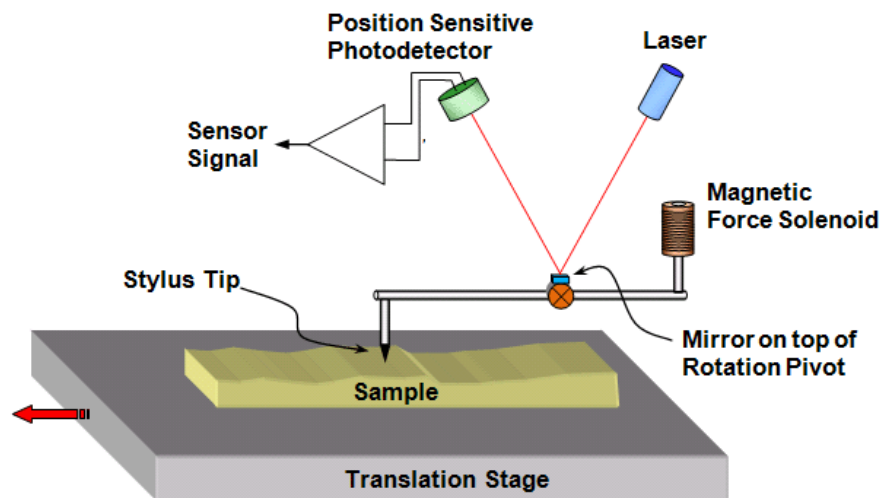 Position Sensitive
Photodetector
Laser
Sensor
Signal
Magnetic
Force Solenoid
Stylus Tip
Mirror on top of
Rotation Pivot
Sample
Translation Stage